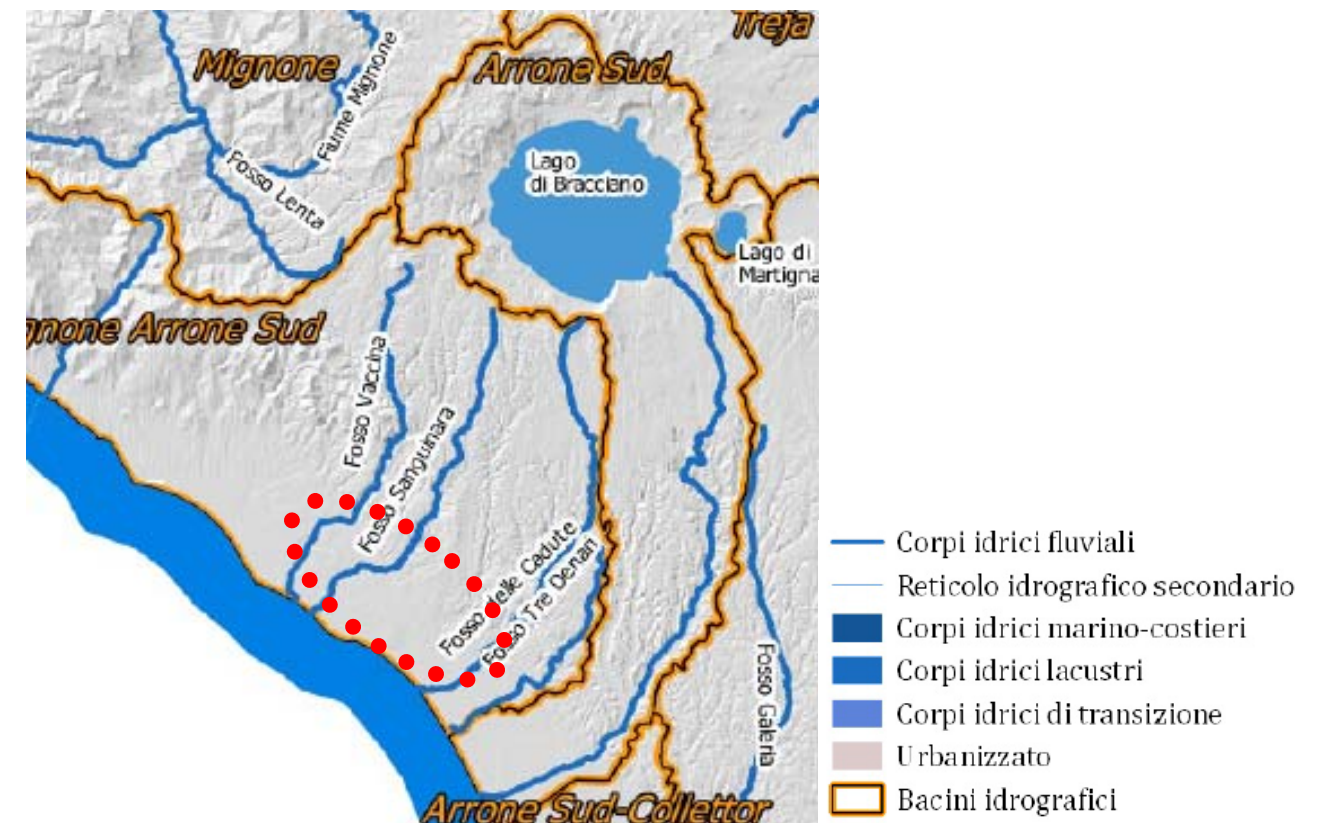 Treja
Mignone
Arrone Sud
Fiume Mignone
Lago
di Bracciano
Fosso Lenta
Lago di
Martigna
gnone Arrone Sud
Fosso Vaccina
Fosso Sanguinara
Fosso delle Cadute
Fosso Tre Denari
Fosso Galeria
Arrone Sud-Collettor
Corpi idrici fluviali
Reticolo idrografico secondario
Corpi idrici marino-costieri
Corpi idrici lacustri
Corpi idrici di transizione
Urbanizzato
Bacini idrografici